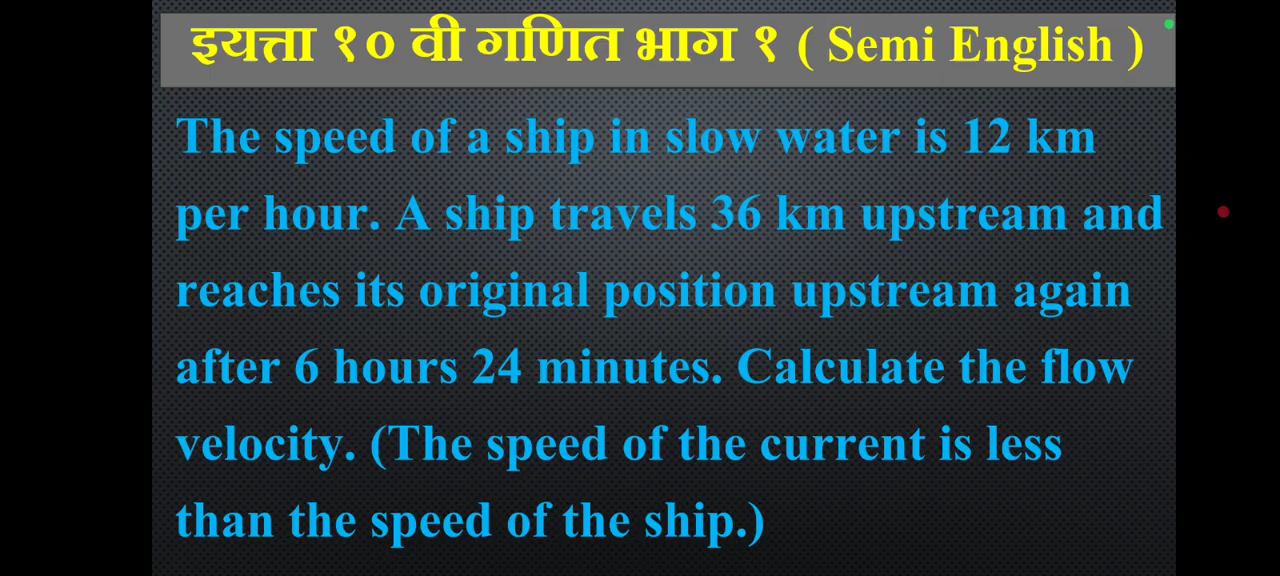 इयत्ता १० वी गणित भाग १ ( Semi English )
The speed of a ship in slow water is 12 km
per hour. A ship travels 36 km upstream and
reaches its original position upstream again
after 6 hours 24 minutes. Calculate the flow
velocity. (The speed of the current is less
than the speed of the ship.)